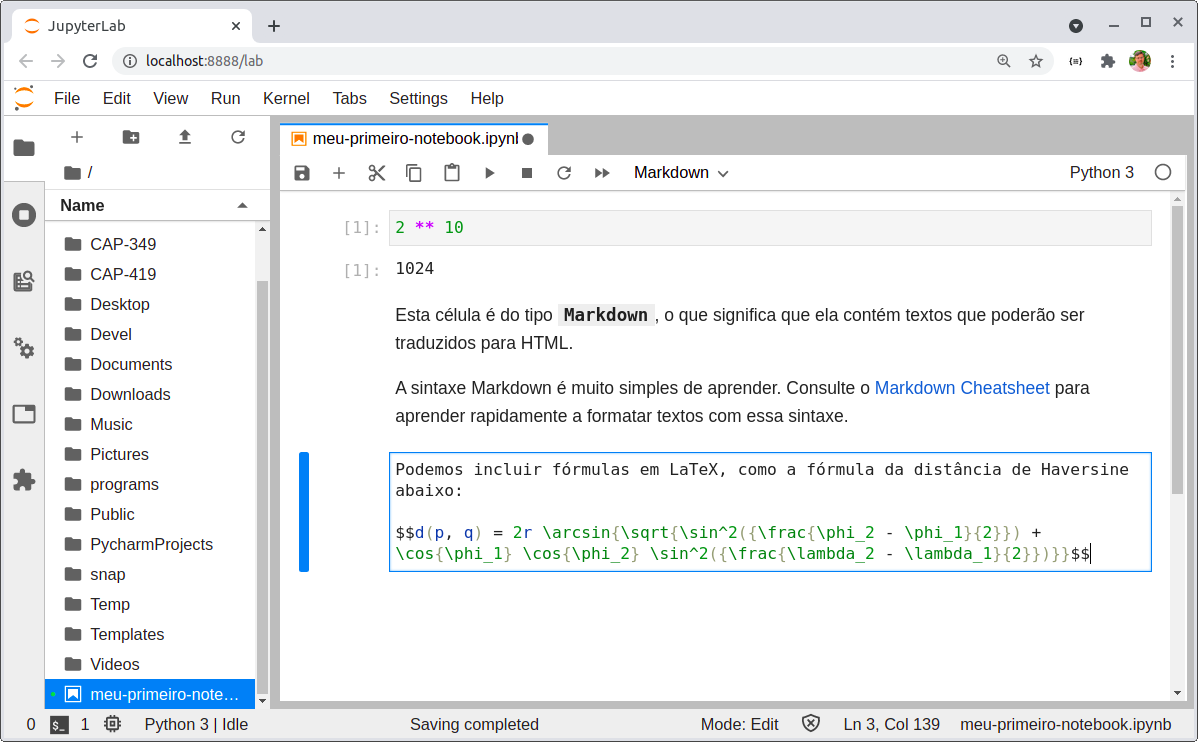 JupyterLab
localhost:8888/lab
File Edit View Run Kernel Tabs Settings Help
meu-primeiro-notebook.ipynl
/
Markdown
Python 3
Name
CAP-349
CAP-419
Desktop
Devel
Documents
Downloads
Music
Pictures
programs
Public
PycharmProjects
snap
Temp
Templates
Videos
meu-primeiro-note…
[1]: 2 ** 10
[1]: 1024
Esta célula é do tipo Markdown , o que significa que ela contém textos que poderão ser
traduzidos para HTML.
A sintaxe Markdown é muito simples de aprender. Consulte o Markdown Cheatsheet para
aprender rapidamente a formatar textos com essa sintaxe.
Podemos incluir fórmulas em LaTeX, como a fórmula da distância de Haversine
abaixo:
$$d(p, q) = 2r \arcsin{\sqrt{\sin^2({\frac{\phi_2 - \phi_1}{2}}) +
\cos{\phi_1} \cos{\phi_2} \sin^2({\frac{\lambda_2 - \lambda_1}{2}})}}$$
0 $_ 1 Python 3 | Idle Saving completed Mode: Edit Ln 3, Col 139 meu-primeiro-notebook.ipynb